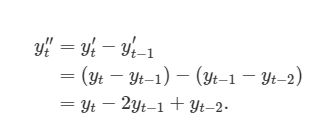 y''_t = y'_t − y'_{t−1}
= (y_t − y_{t−1}) − (y_{t−1} − y_{t−2})
= y_t − 2y_{t−1} + y_{t−2}.